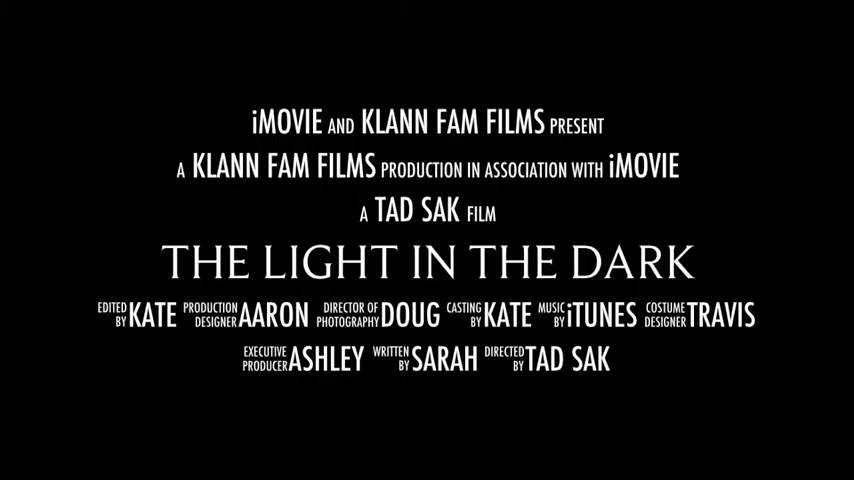 iMOVIE AND KLANN FAM FILMS PRESENT
A KLANN FAM FILMS PRODUCTION IN ASSOCIATION WITH iMOVIE
A TAD SAK FILM
THE LIGHT IN THE DARK
EDITED BY KATE PRODUCTION DESIGNER AARON DIRECTOR OF PHOTOGRAPHY DOUG CASTING BY KATE MUSIC BY iTUNES COSTUME DESIGNER TRAVIS
EXECUTIVE PRODUCER ASHLEY WRITTEN BY SARAH DIRECTED BY TAD SAK